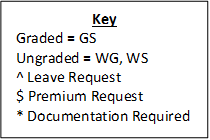 Key
Graded = GS
Ungraded = WG, WS
^ Leave Request
$ Premium Request
* Documentation Required